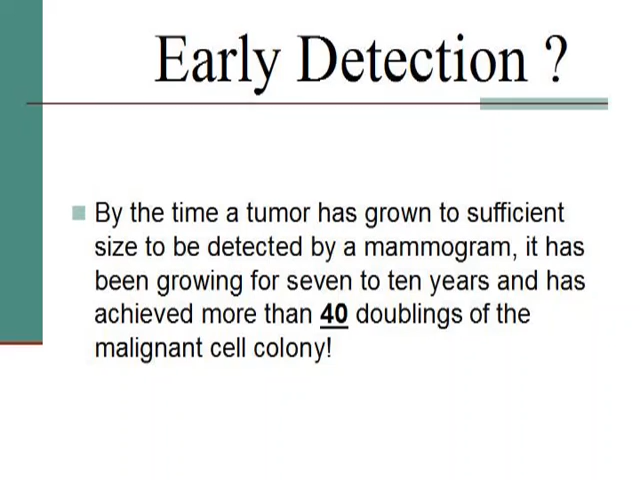 Early Detection ?
By the time a tumor has grown to sufficient
size to be detected by a mammogram, it has
been growing for seven to ten years and has
achieved more than 40 doublings of the
malignant cell colony!